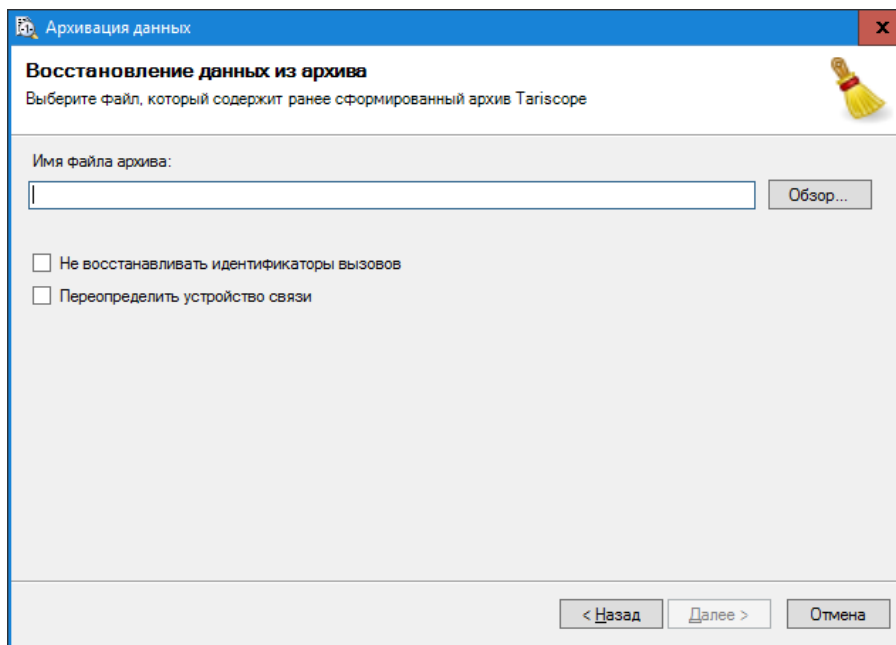 Архивация данных
Восстановление данных из архива
Выберите файл, который содержит ранее сформированный архив Tariscope
Имя файла архива:
Обзор...
Не восстанавливать идентификаторы вызовов
Переопределить устройство связи
< Назад
Далее >
Отмена